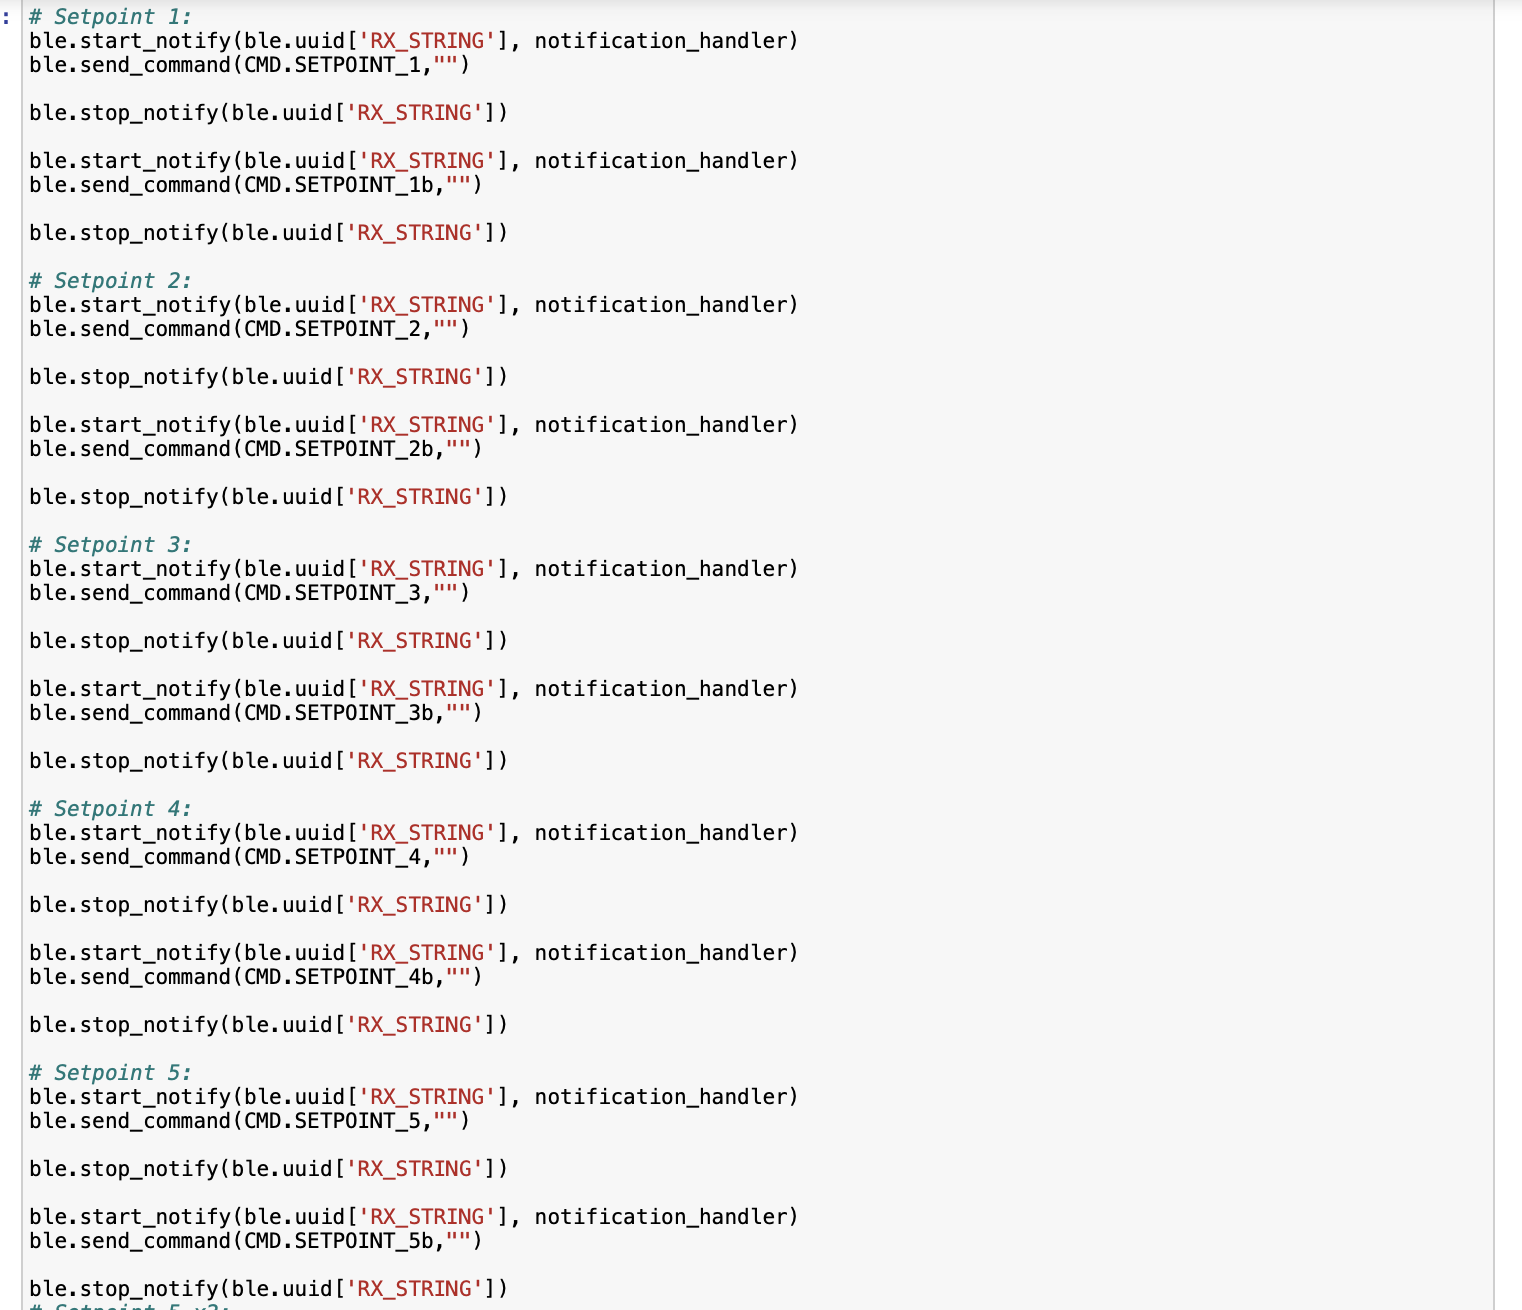 :
# Setpoint 1:
ble.start_notify(ble.uuid['RX_STRING'], notification_handler)
ble.send_command(CMD.SETPOINT_1,"")

ble.stop_notify(ble.uuid['RX_STRING'])

ble.start_notify(ble.uuid['RX_STRING'], notification_handler)
ble.send_command(CMD.SETPOINT_1b,"")

ble.stop_notify(ble.uuid['RX_STRING'])

# Setpoint 2:
ble.start_notify(ble.uuid['RX_STRING'], notification_handler)
ble.send_command(CMD.SETPOINT_2,"")

ble.stop_notify(ble.uuid['RX_STRING'])

ble.start_notify(ble.uuid['RX_STRING'], notification_handler)
ble.send_command(CMD.SETPOINT_2b,"")

ble.stop_notify(ble.uuid['RX_STRING'])

# Setpoint 3:
ble.start_notify(ble.uuid['RX_STRING'], notification_handler)
ble.send_command(CMD.SETPOINT_3,"")

ble.stop_notify(ble.uuid['RX_STRING'])

ble.start_notify(ble.uuid['RX_STRING'], notification_handler)
ble.send_command(CMD.SETPOINT_3b,"")

ble.stop_notify(ble.uuid['RX_STRING'])

# Setpoint 4:
ble.start_notify(ble.uuid['RX_STRING'], notification_handler)
ble.send_command(CMD.SETPOINT_4,"")

ble.stop_notify(ble.uuid['RX_STRING'])

ble.start_notify(ble.uuid['RX_STRING'], notification_handler)
ble.send_command(CMD.SETPOINT_4b,"")

ble.stop_notify(ble.uuid['RX_STRING'])

# Setpoint 5:
ble.start_notify(ble.uuid['RX_STRING'], notification_handler)
ble.send_command(CMD.SETPOINT_5,"")

ble.stop_notify(ble.uuid['RX_STRING'])

ble.start_notify(ble.uuid['RX_STRING'], notification_handler)
ble.send_command(CMD.SETPOINT_5b,"")

ble.stop_notify(ble.uuid['RX_STRING'])
# Setpoint 5